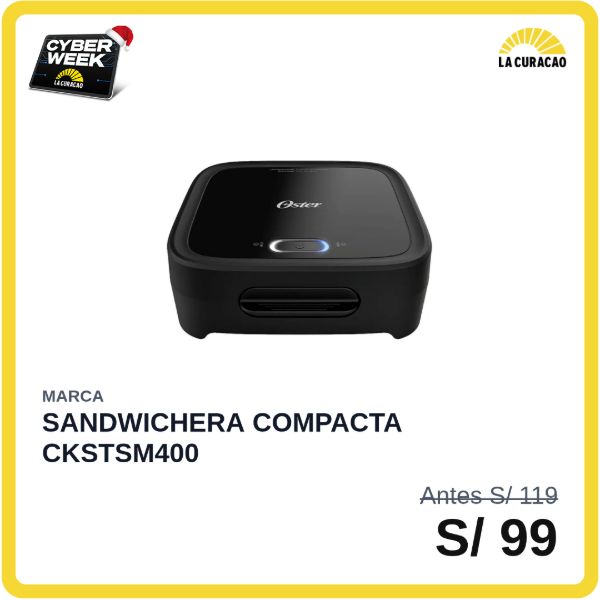 CYBER
WEEK
LA CURACAO
LA CURACAO
Oster
MARCA
SANDWICHERA COMPACTA
CKSTSM400
Antes S/ 119
S/ 99